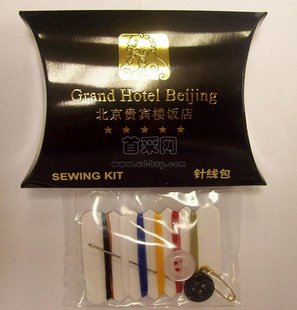 Grand Hotel Beijing
北京贵宾楼饭店
★ ★ ★ ★ ★
首采网
www.ud-buy.com
SEWING KIT 针线包